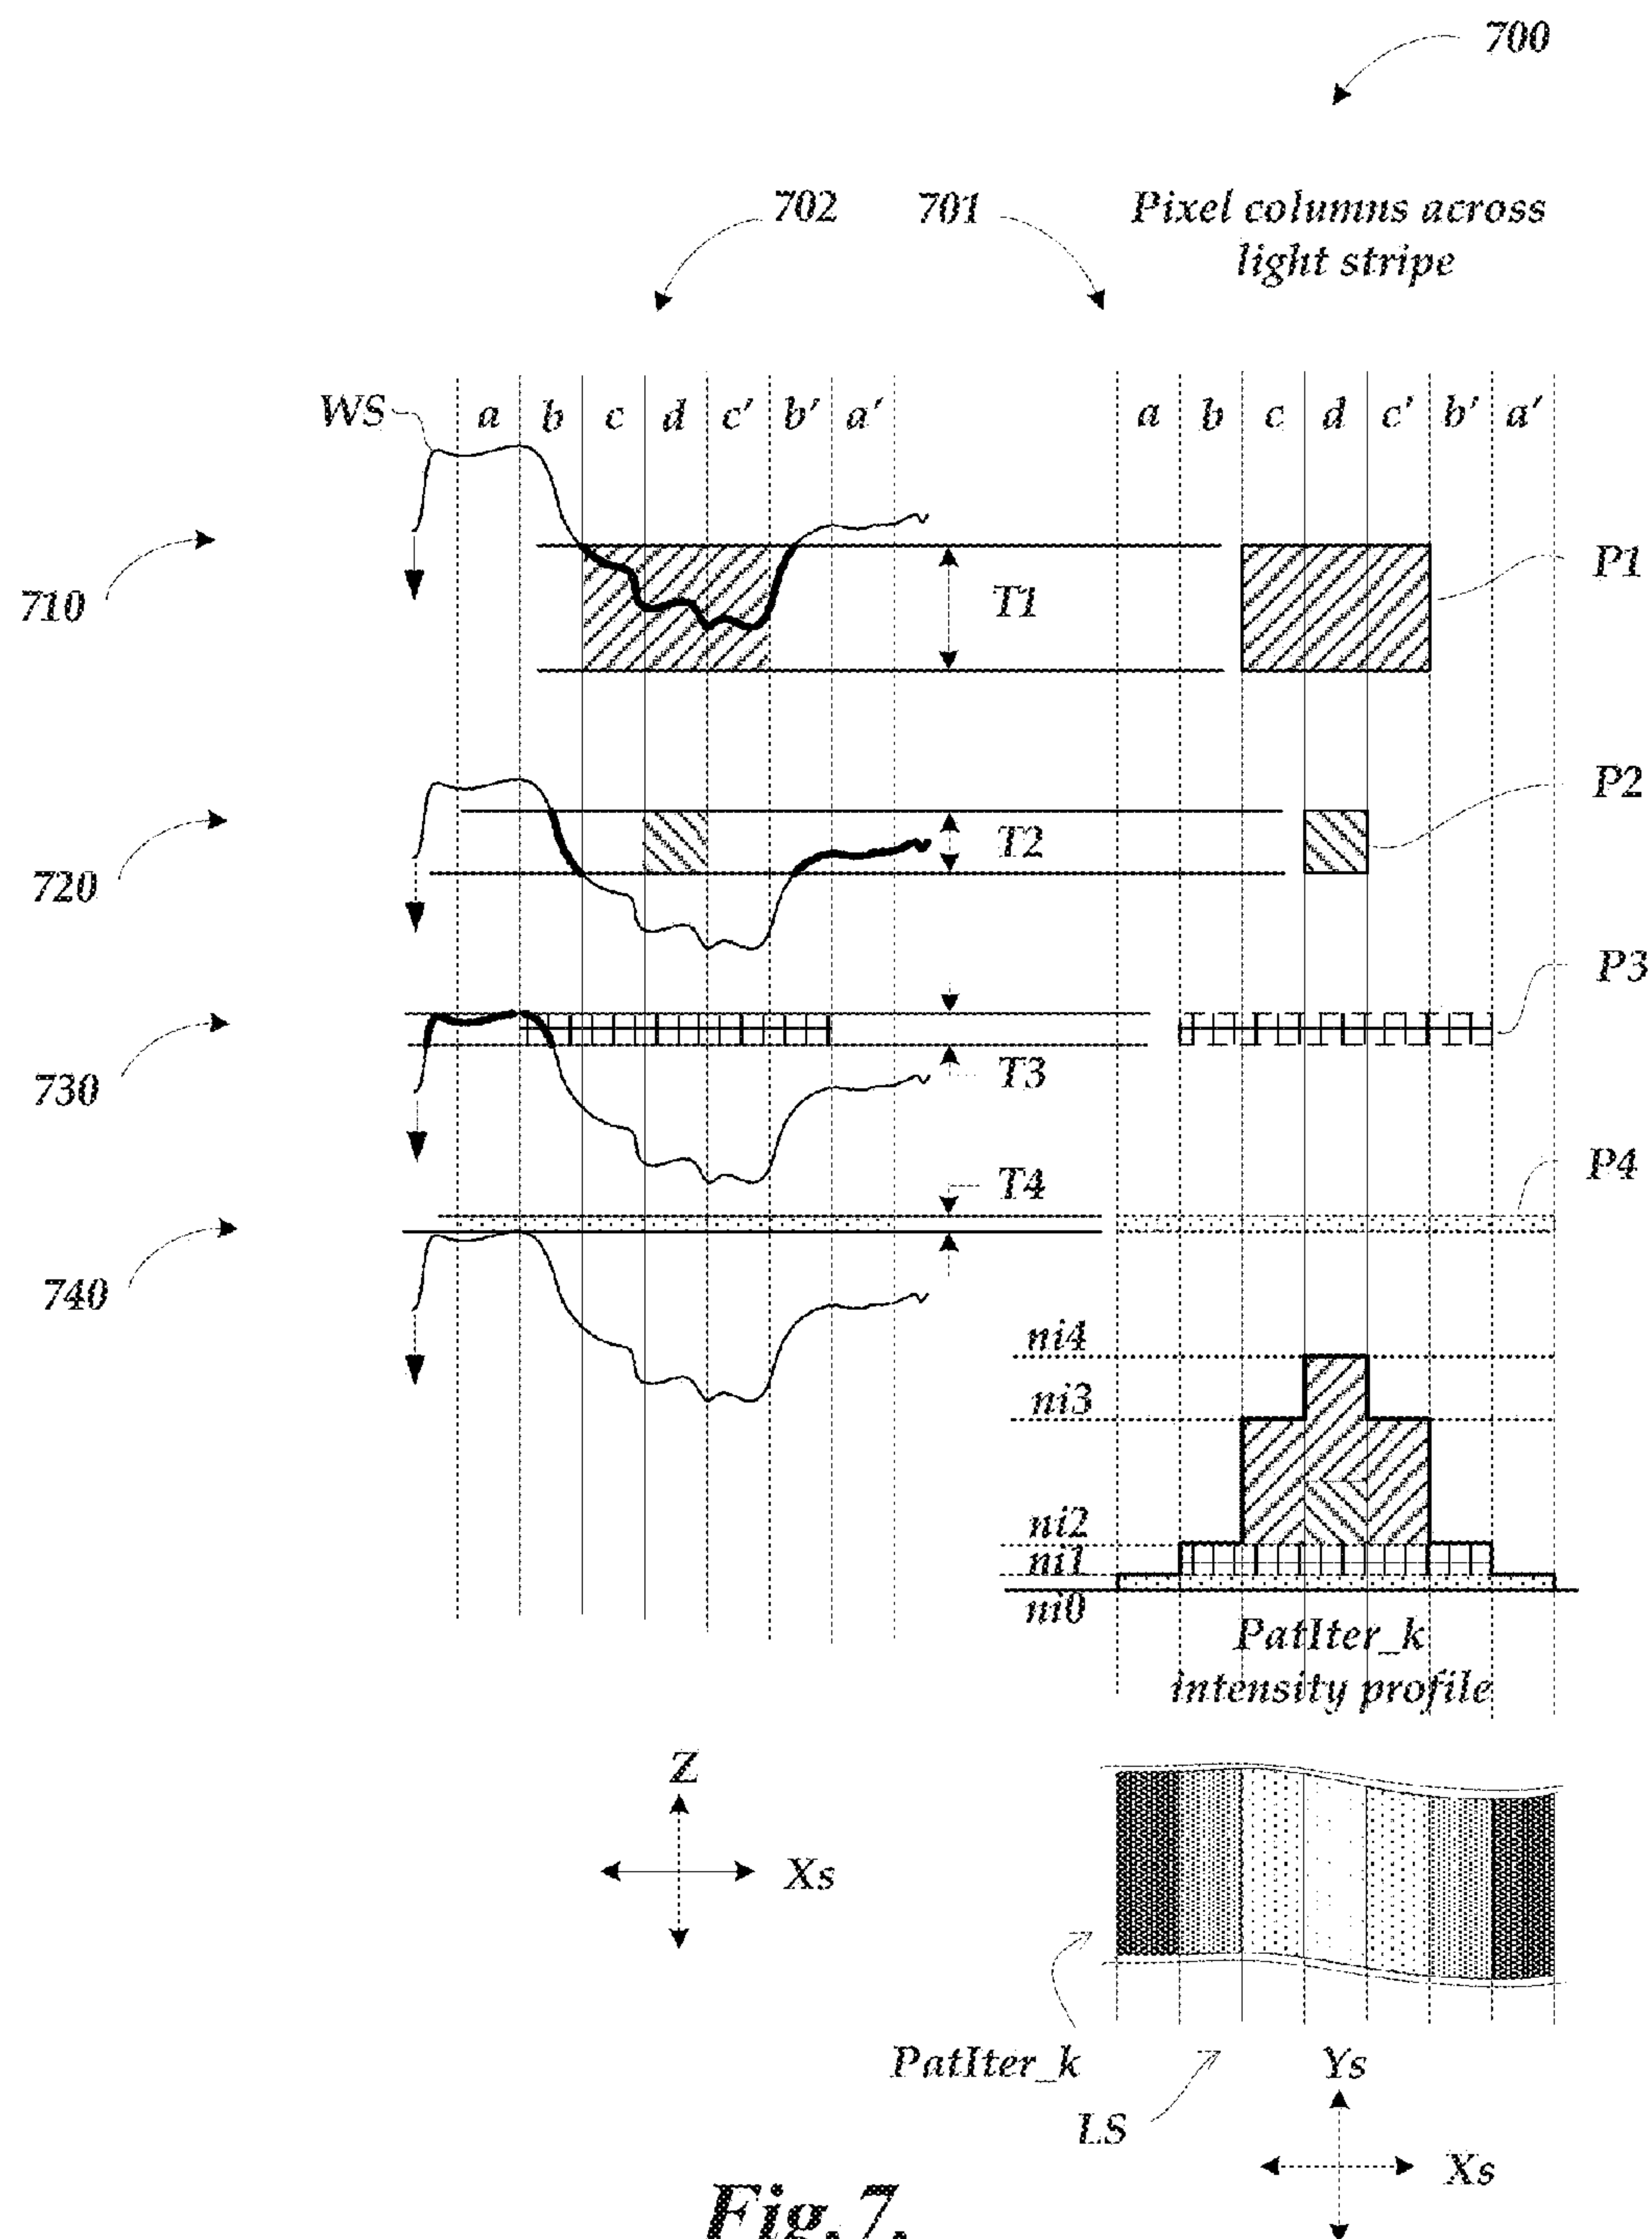 700
702 701 Pixel columns across
light stripe
WS a b c d c' b' a' a b c d c' b' a'
P1
710 T1
P2
720 T2
P3
730 T3
P4
T4
740
ni4
ni3
ni2
ni1
ni0
PatIter_k
intensity profile
Z
Xs
PatIter_k Ys
LS
Xs
Fig.7.